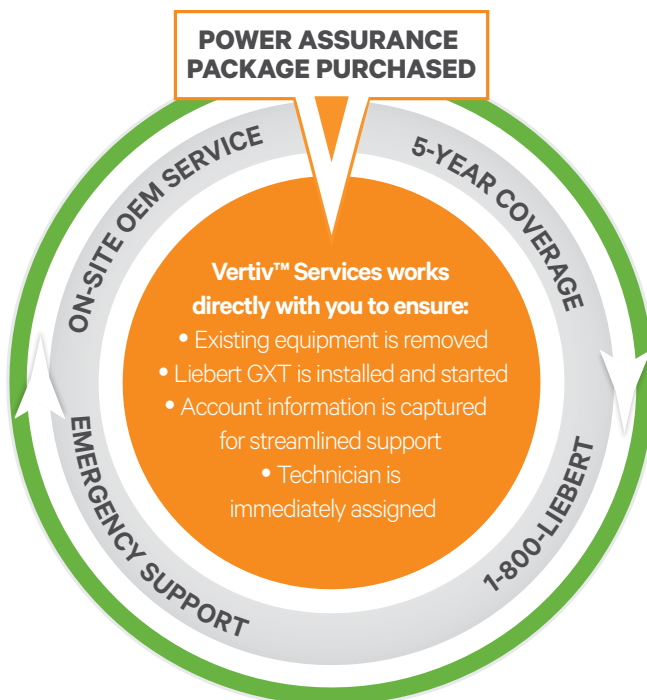 POWER ASSURANCE
PACKAGE PURCHASED
5-YEAR COVERAGE
1-800-LIEBERT
EMERGENCY SUPPORT
ON-SITE OEM SERVICE
Vertiv™ Services works
directly with you to ensure:
• Existing equipment is removed
• Liebert GXT is installed and started
• Account information is captured
for streamlined support
• Technician is
immediately assigned